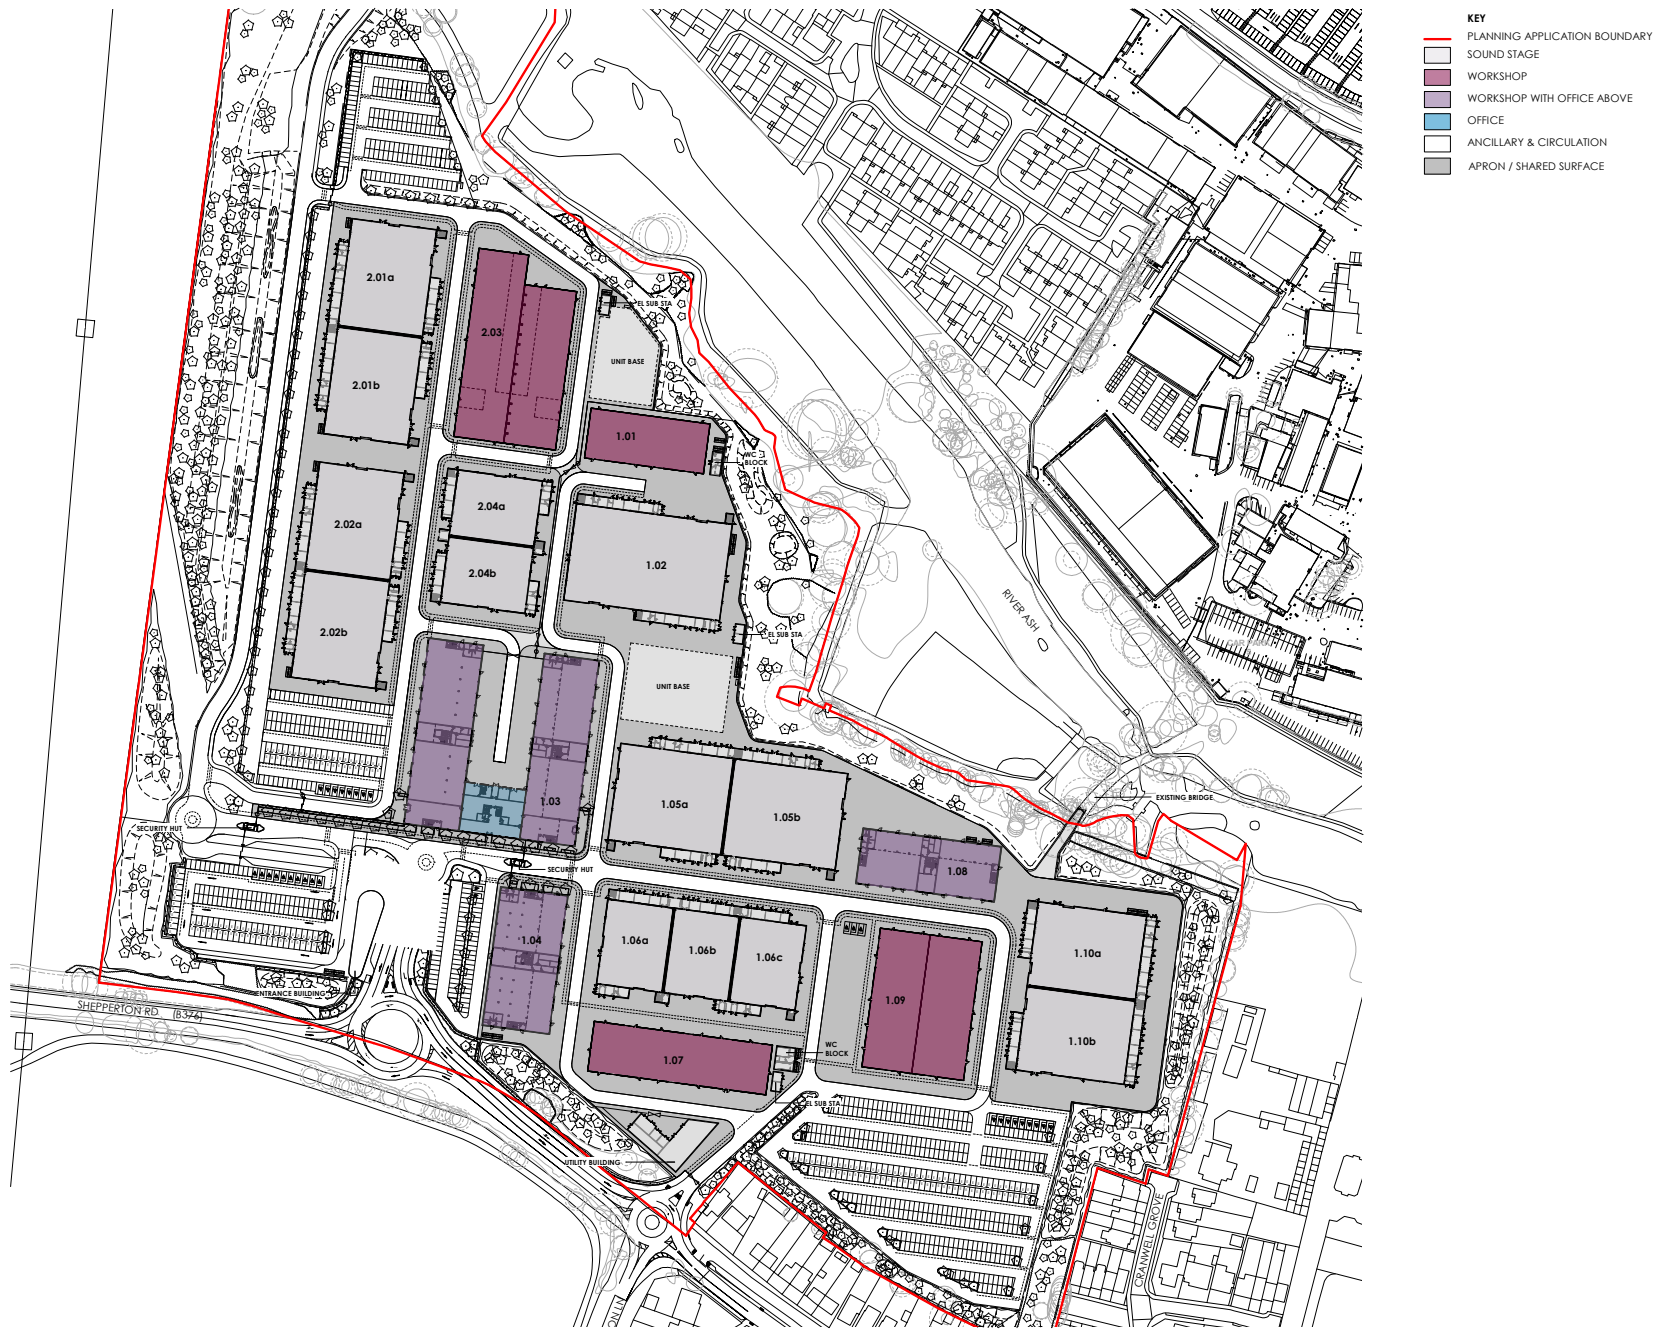 KEY
PLANNING APPLICATION BOUNDARY
SOUND STAGE
WORKSHOP
WORKSHOP WITH OFFICE ABOVE
OFFICE
ANCILLARY & CIRCULATION
APRON / SHARED SURFACE
2.01a
2.03
EL SUB STA
UNIT BASE
2.01b
1.01
WC
BLOCK
2.04a
2.02a
1.02
2.04b
RIVER ASH
2.02b
EL SUB STA
UNIT BASE
1.03
1.05a
1.05b
EXISTING BRIDGE
SECURITY HUT
SECURITY HUT
1.08
1.04
1.06a
1.06b
1.06c
1.10a
ENTRANCE BUILDING
SHEPPERTON RD (B376)
1.09
1.10b
WC
BLOCK
1.07
EL SUB STA
UTILITY BUILDING
CRANWELL GROVE